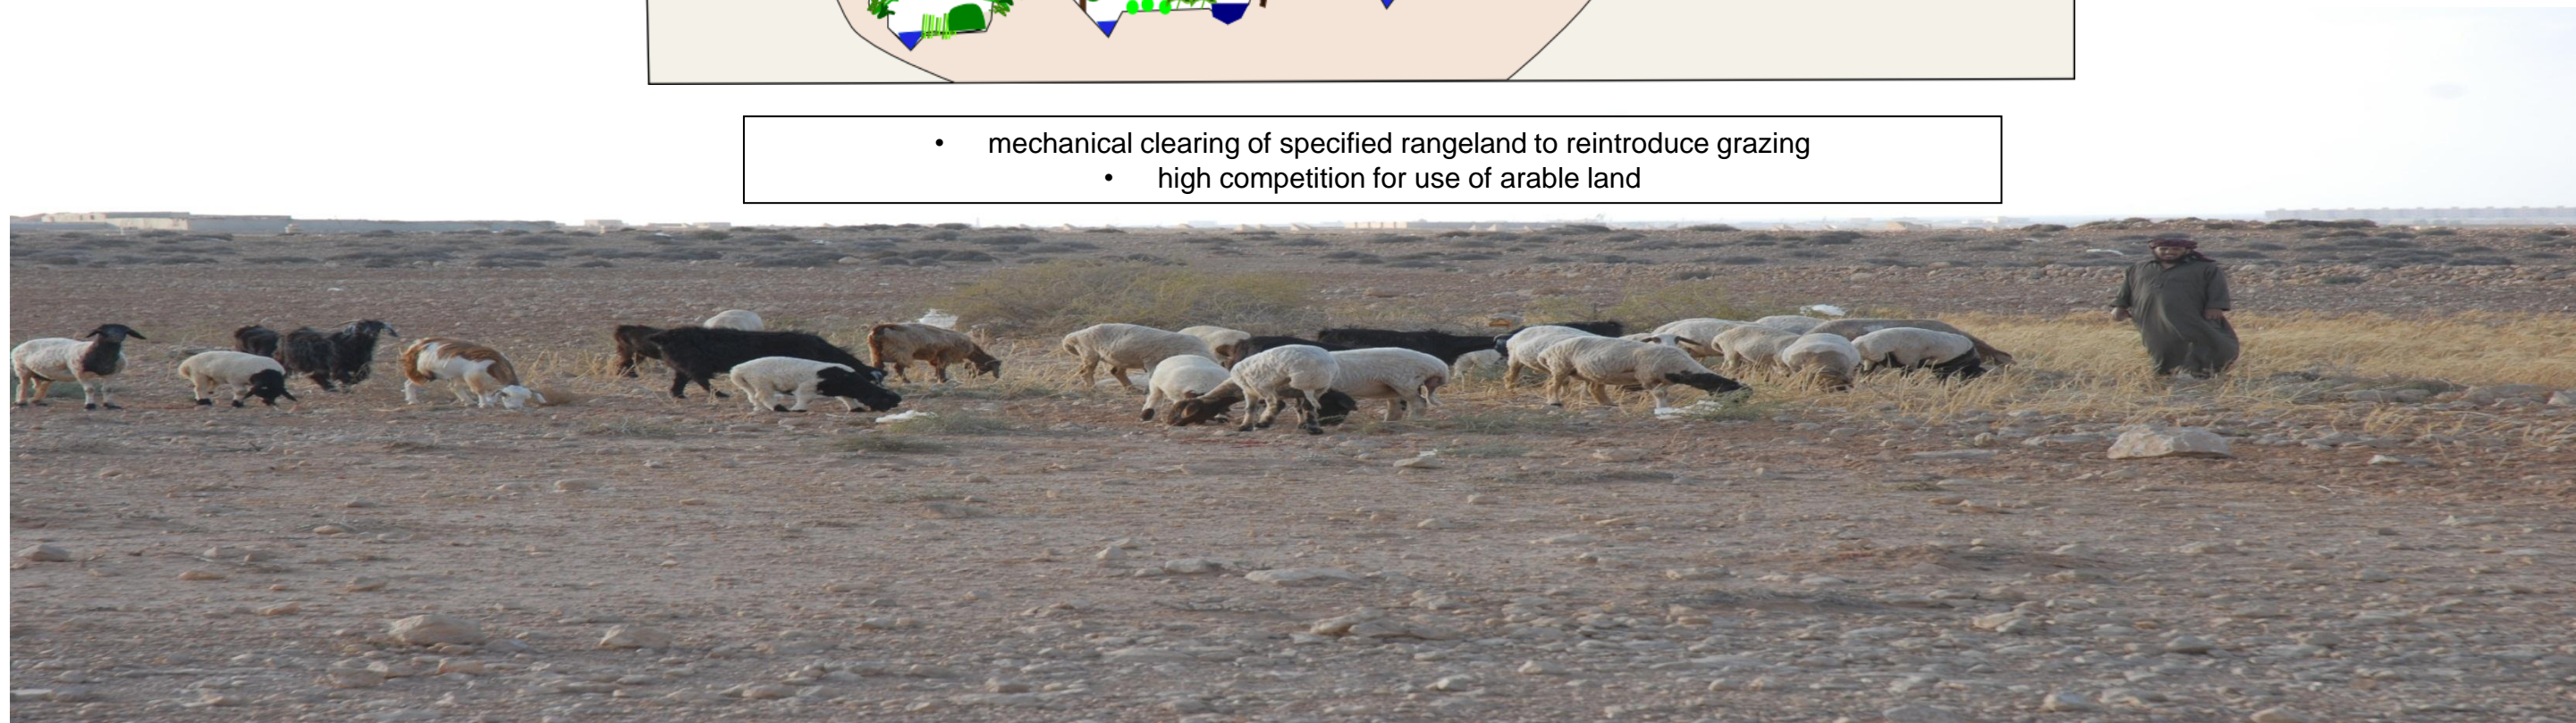 • mechanical clearing of specified rangeland to reintroduce grazing
• high competition for use of arable land